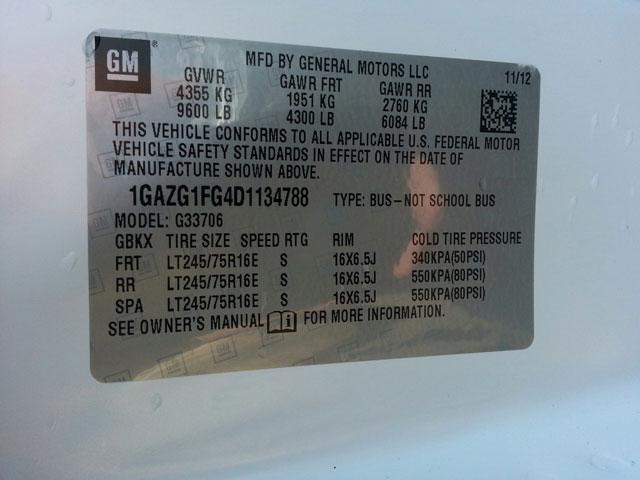 GM
MFD BY GENERAL MOTORS LLC 11/12
GVWR GAWR FRT GAWR RR
4355 KG 1951 KG 2760 KG
9600 LB 4300 LB 6084 LB
THIS VEHICLE CONFORMS TO ALL APPLICABLE U.S. FEDERAL MOTOR
VEHICLE SAFETY STANDARDS IN EFFECT ON THE DATE OF
MANUFACTURE SHOWN ABOVE.
1GAZG1FG4D1134788 TYPE: BUS-NOT SCHOOL BUS
MODEL: G33706
GBKX TIRE SIZE SPEED RTG RIM COLD TIRE PRESSURE
FRT LT245/75R16E S 16X6.5J 340KPA(50PSI)
RR LT245/75R16E S 16X6.5J 550KPA(80PSI)
SPA LT245/75R16E S 16X6.5J 550KPA(80PSI)
SEE OWNER'S MANUAL FOR MORE INFORMATION.